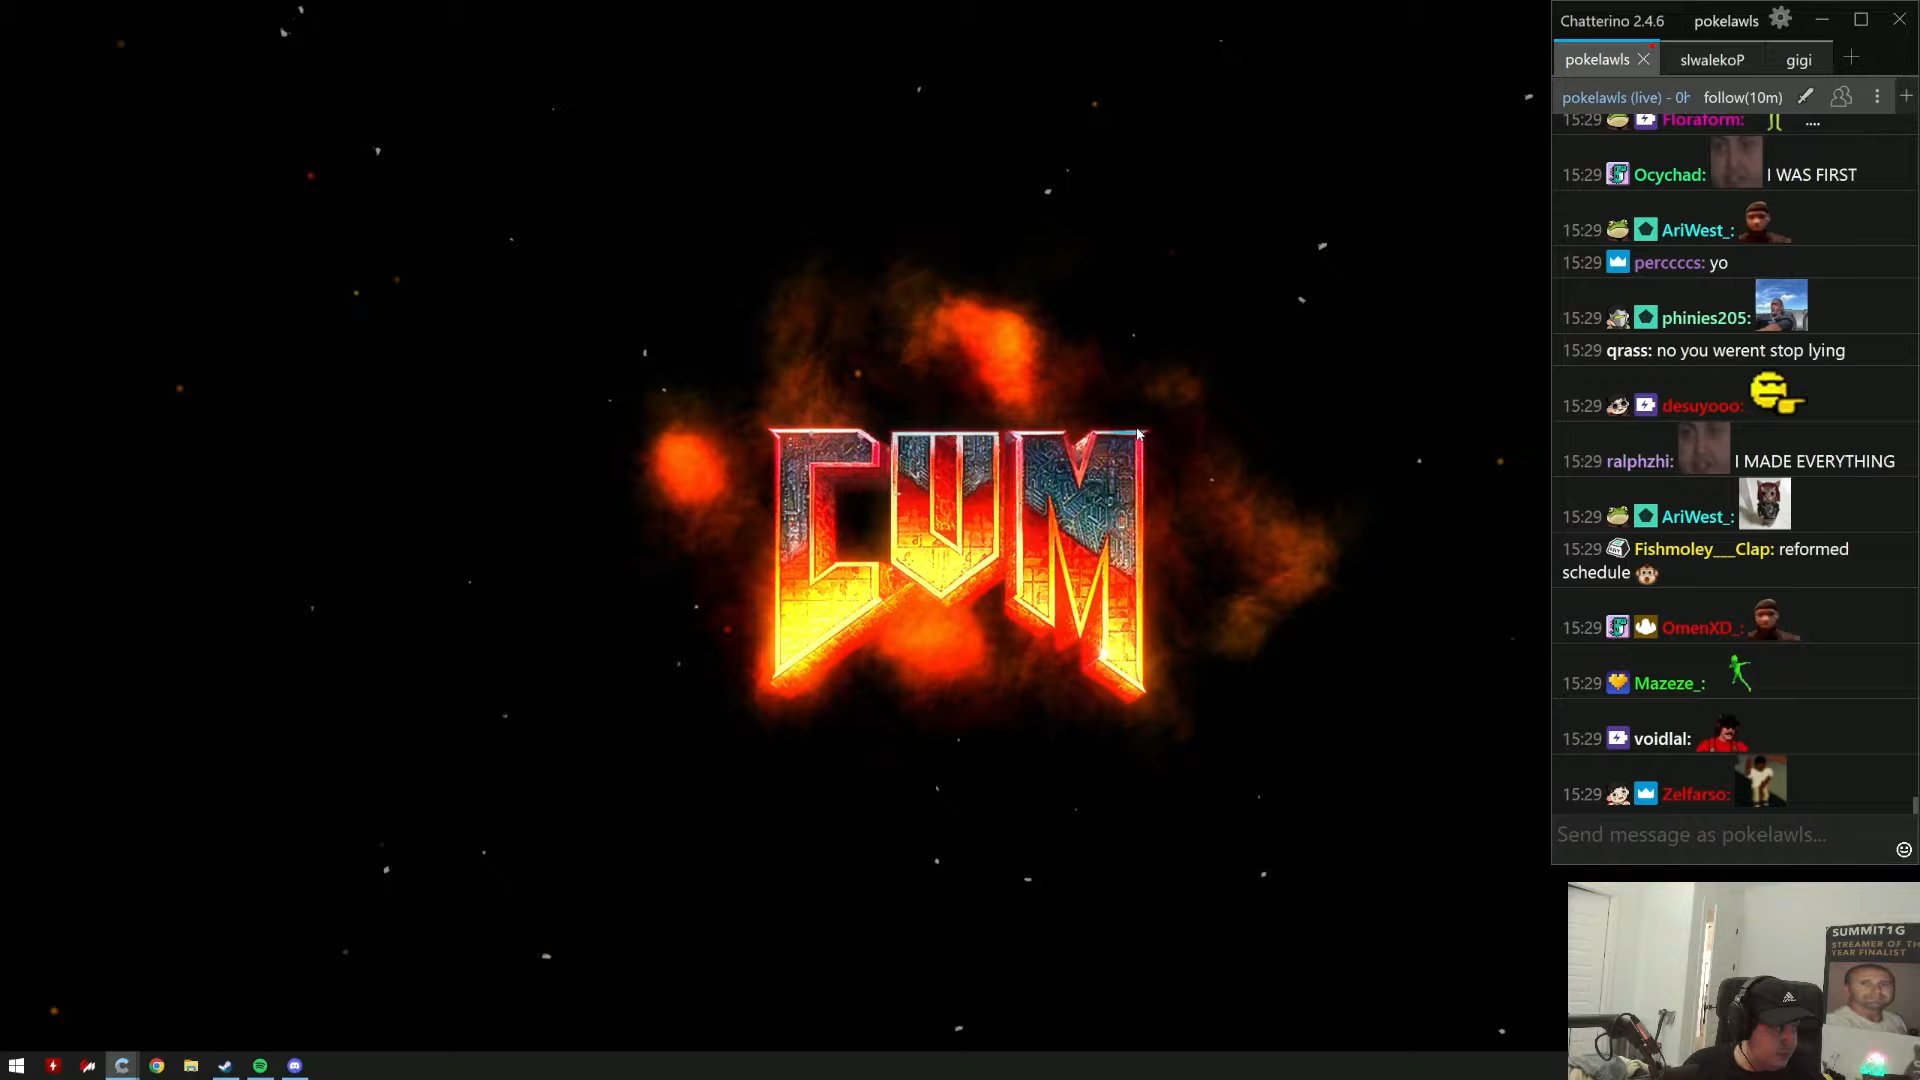 CUM
Chatterino 2.4.6 pokelawls
pokelawls slwalekoP gigi
pokelawls (live) - 0h follow(10m)
15:29 Floraform: ....
15:29 Ocychad: I WAS FIRST
15:29 AriWest_:
15:29 perccccs: yo
15:29 phinies205:
15:29 qrass: no you werent stop lying
15:29 desuyooo:
15:29 ralphzhi: I MADE EVERYTHING
15:29 AriWest_:
15:29 Fishmoley___Clap: reformed
schedule
15:29 OmenXD_:
15:29 Mazeze_:
15:29 voidlal:
15:29 Zelfarso:
Send message as pokelawls...
SUMMIT1G
STREAMER OF TH
YEAR FINALIST